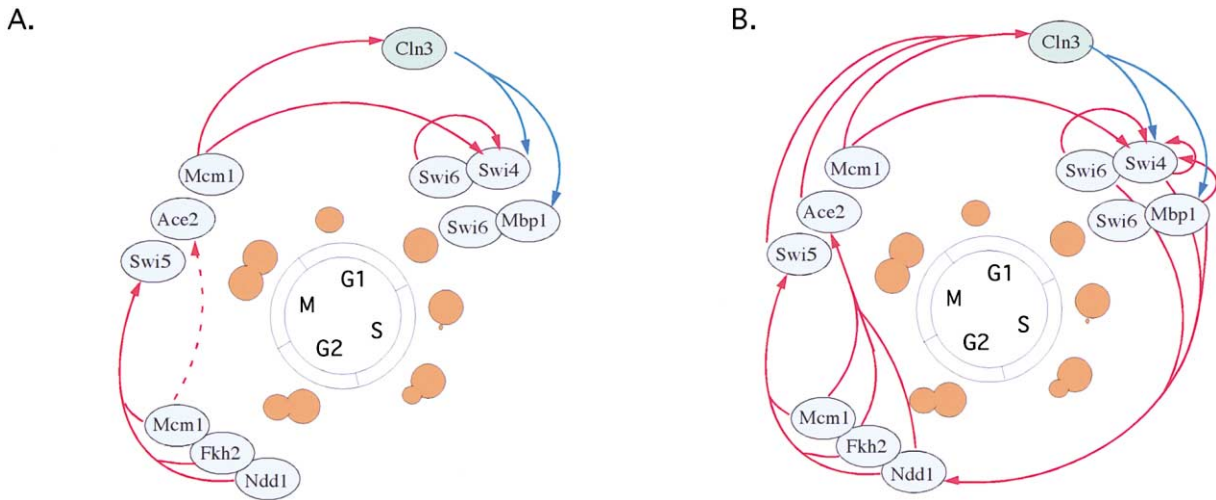 A.
Cln3
Mcm1
Swi6
Swi4
Ace2
Swi6
Mbp1
Swi5
G1
M
S
G2
Mcm1
Fkh2
Ndd1
B.
Cln3
Mcm1
Swi6
Swi4
Ace2
Swi6
Mbp1
Swi5
G1
M
S
G2
Mcm1
Fkh2
Ndd1